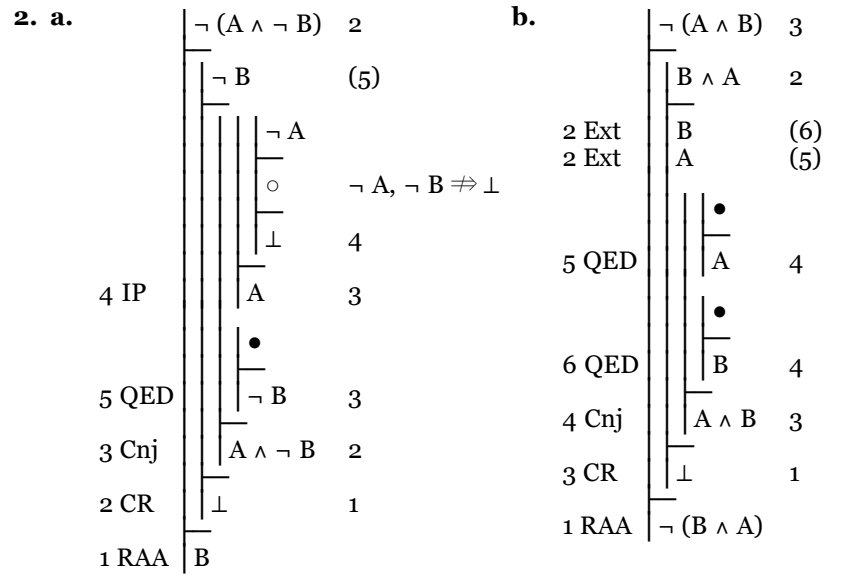 2. a.
¬ (A ∧ ¬ B) 2
¬ B (5)
¬ A
○ ¬ A, ¬ B ⇏ ⊥
⊥ 4
4 IP A 3
●
5 QED ¬ B 3
3 Cnj A ∧ ¬ B 2
2 CR ⊥ 1
1 RAA B
b.
¬ (A ∧ B) 3
B ∧ A 2
2 Ext B (6)
2 Ext A (5)
●
5 QED A 4
●
6 QED B 4
4 Cnj A ∧ B 3
3 CR ⊥ 1
1 RAA ¬ (B ∧ A)